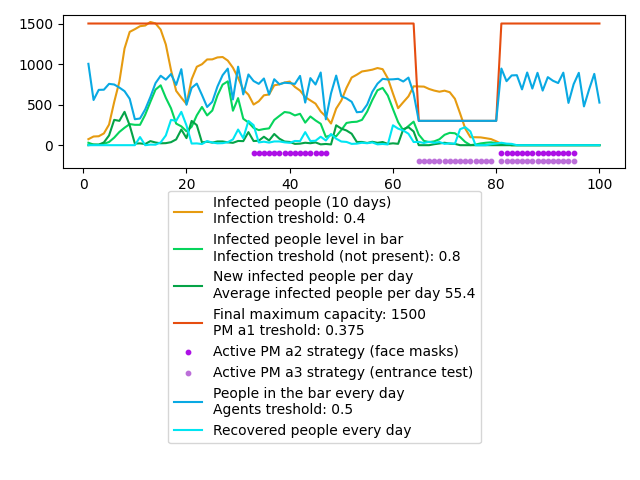 1500
1000
500
0
0
20
40
60
80
100
Infected people (10 days)
Infection treshold: 0.4
Infected people level in bar
Infection treshold (not present): 0.8
New infected people per day
Average infected people per day 55.4
Final maximum capacity: 1500
PM a1 treshold: 0.375
Active PM a2 strategy (face masks)
Active PM a3 strategy (entrance test)
People in the bar every day
Agents treshold: 0.5
Recovered people every day